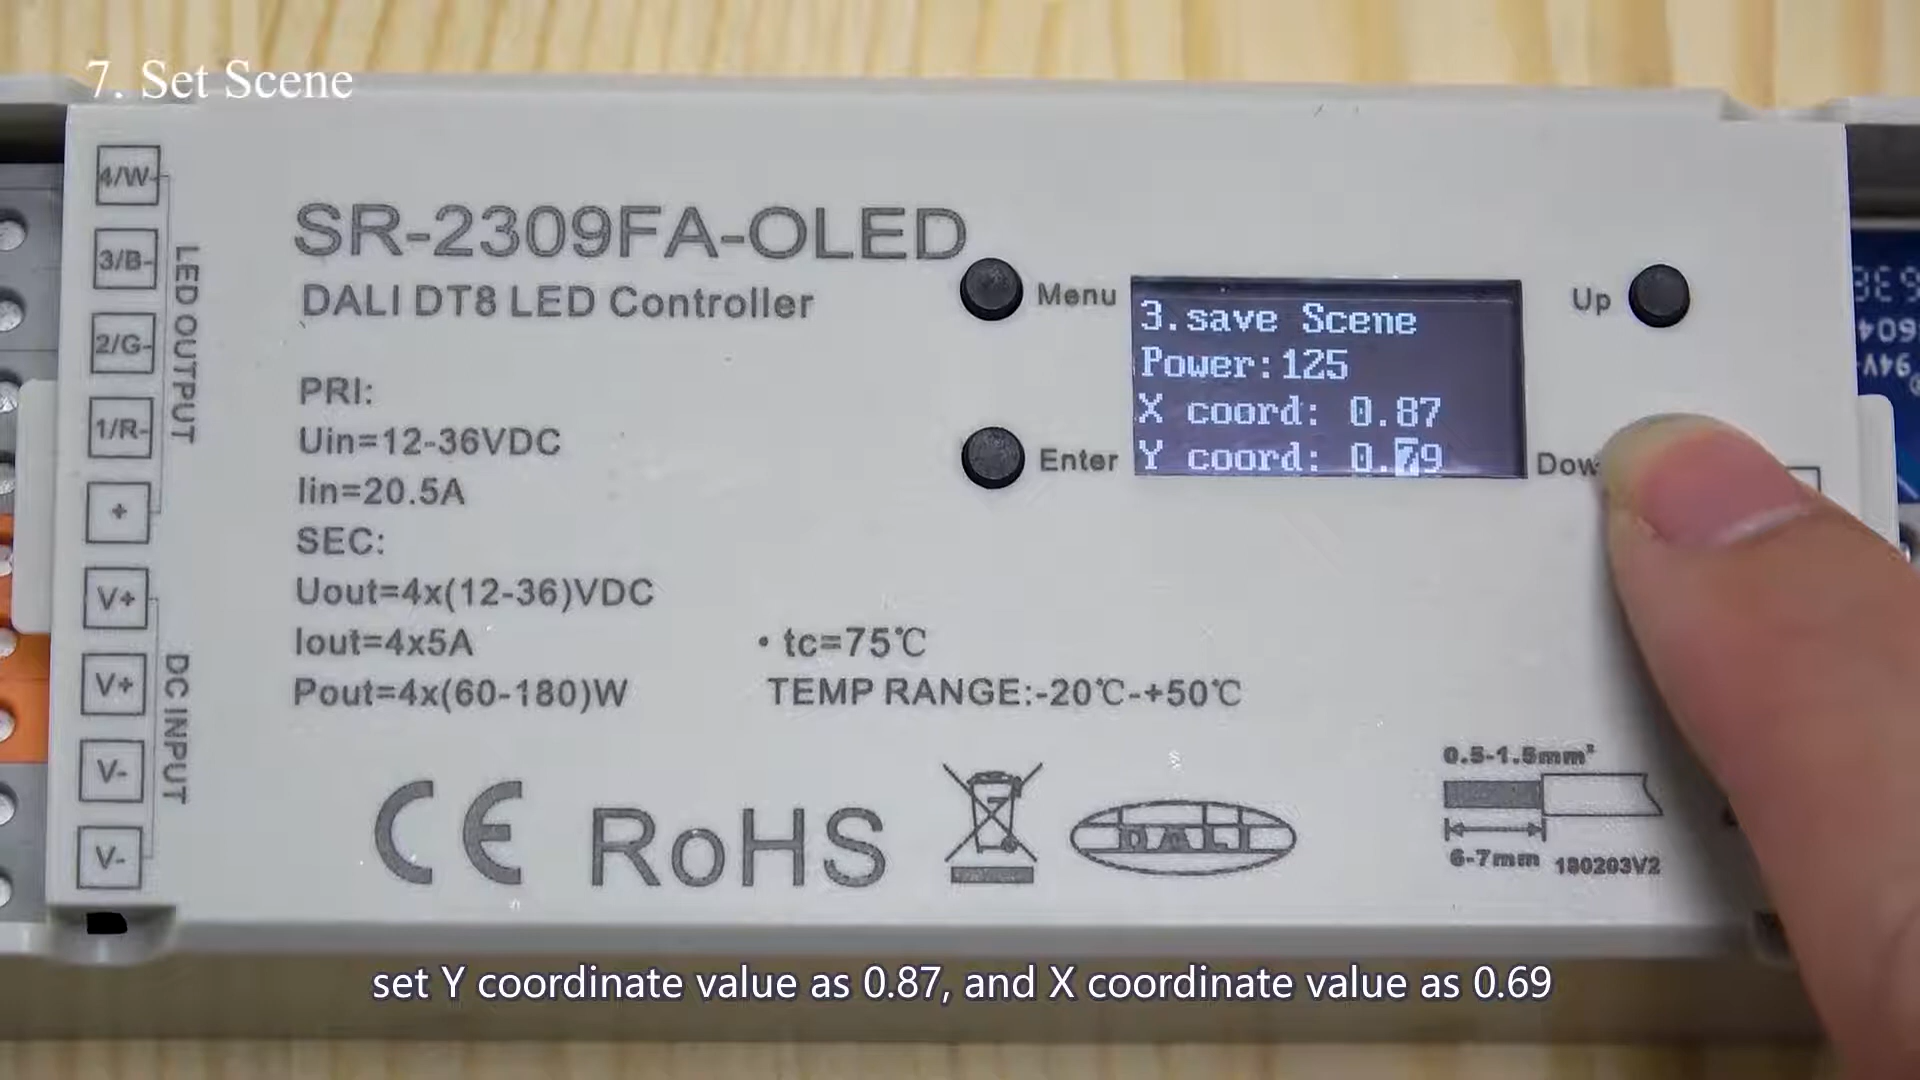 7. Set Scene
4/W-
3/B-
2/G-
1/R-
+
LED OUTPUT
V+
V+
V-
V-
DC INPUT
SR-2309FA-OLED
DALI DT8 LED Controller
PRI:
Uin=12-36VDC
Iin=20.5A
SEC:
Uout=4x(12-36)VDC
Iout=4x5A
Pout=4x(60-180)W
• tc=75℃
TEMP RANGE:-20℃-+50℃
Menu
Enter
3.save Scene
Power:125
X coord: 0.87
Y coord: 0.79
Up
Dow
CE
RoHS
DALI
0.5-1.5mm²
6-7mm
180203V2
set Y coordinate value as 0.87, and X coordinate value as 0.69